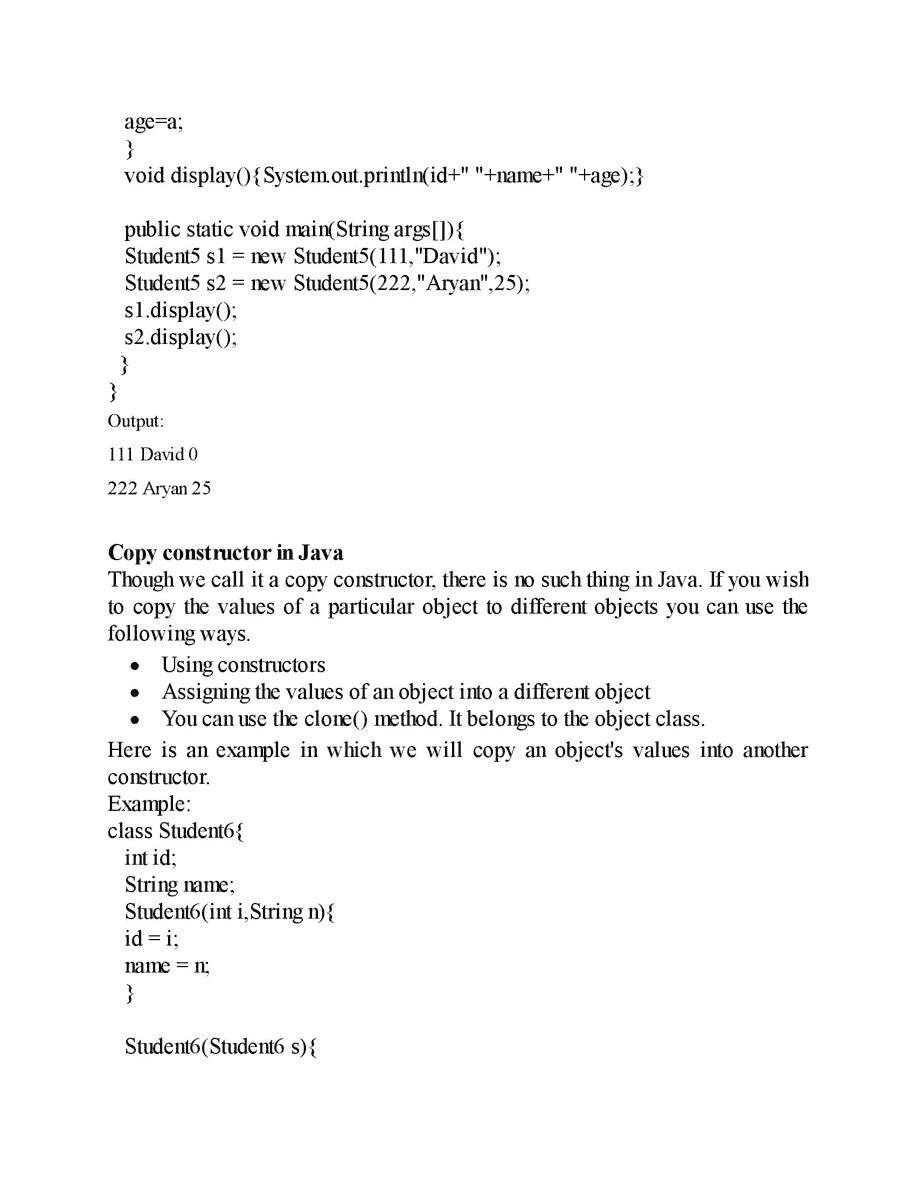 age=a;
}
void display(){System.out.println(id+" "+name+" "+age);}
public static void main(String args[]){
Student5 s1 = new Student5(111,"David");
Student5 s2 = new Student5(222,"Aryan",25);
s1.display();
s2.display();
}
}
Output:
111 David 0
222 Aryan 25
Copy constructor in Java
Though we call it a copy constructor, there is no such thing in Java. If you wish
to copy the values of a particular object to different objects you can use the
following ways.
• Using constructors
• Assigning the values of an object into a different object
• You can use the clone() method. It belongs to the object class.
Here is an example in which we will copy an object's values into another
constructor.
Example:
class Student6{
int id;
String name;
Student6(int i,String n){
id = i;
name = n;
}
Student6(Student6 s){